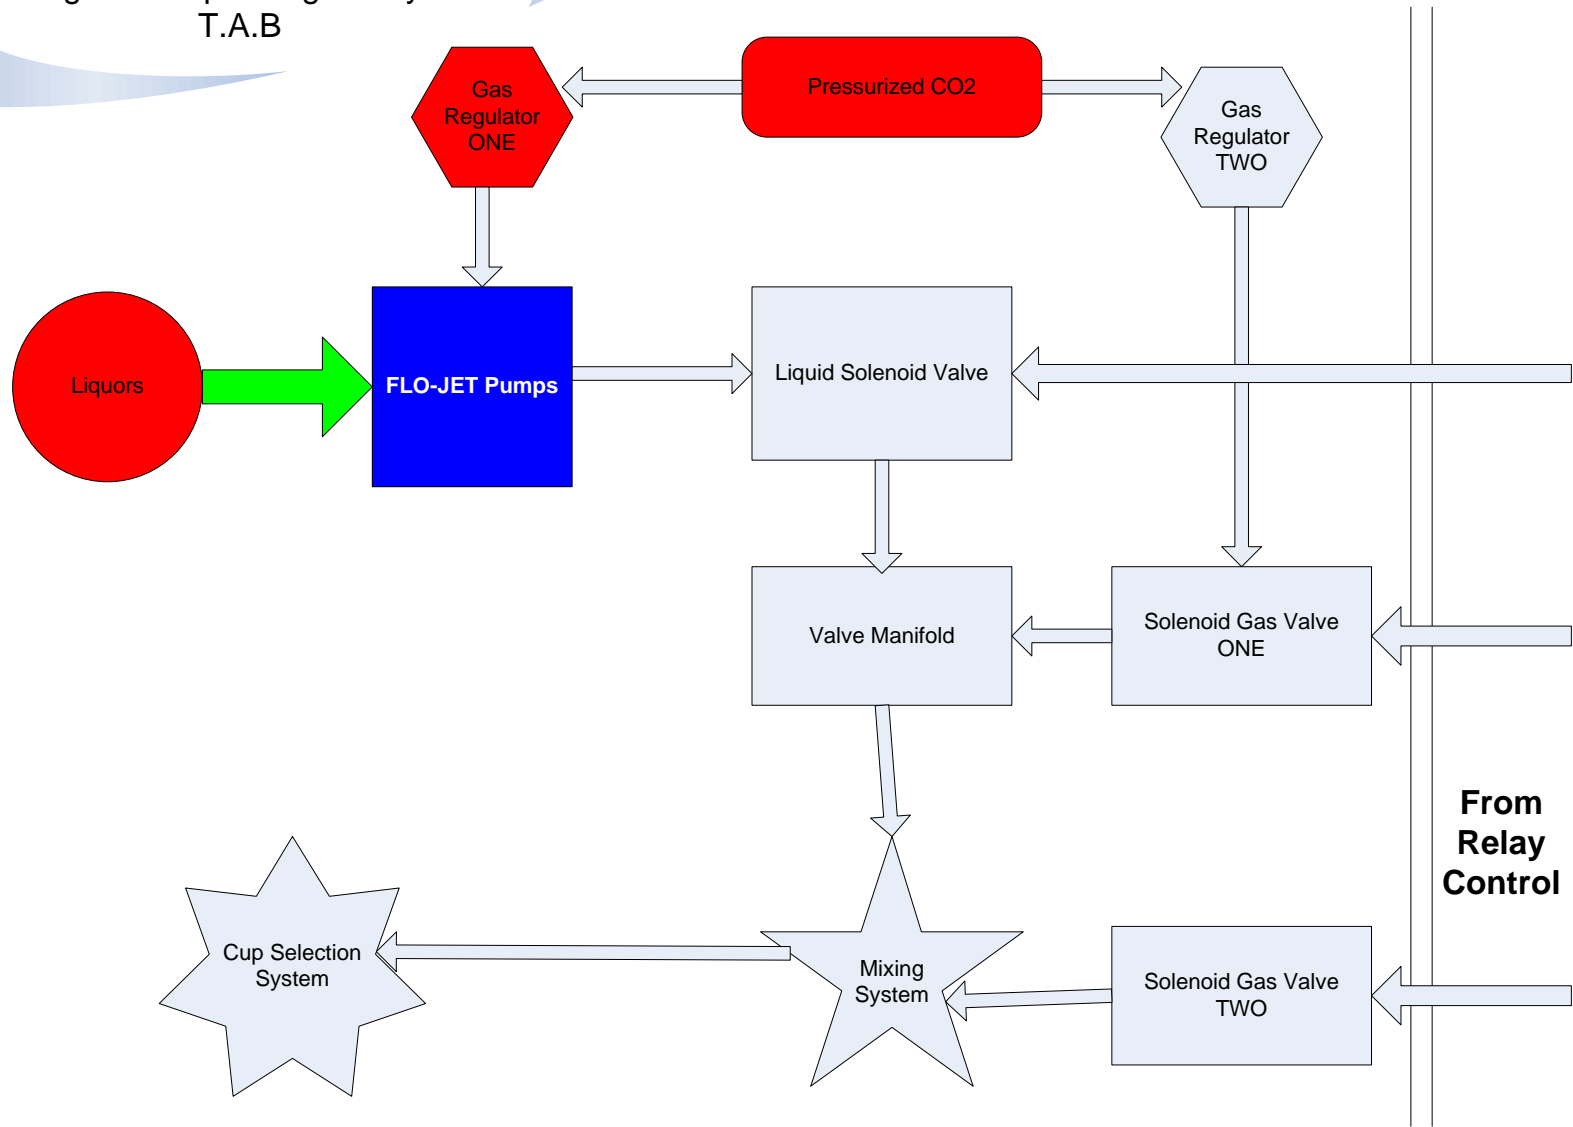 T.A.B
Gas
Regulator
ONE
Pressurized CO2
Gas
Regulator
TWO
Liquors
FLO-JET Pumps
Liquid Solenoid Valve
Valve Manifold
Solenoid Gas Valve
ONE
From
Relay
Control
Cup Selection
System
Mixing
System
Solenoid Gas Valve
TWO